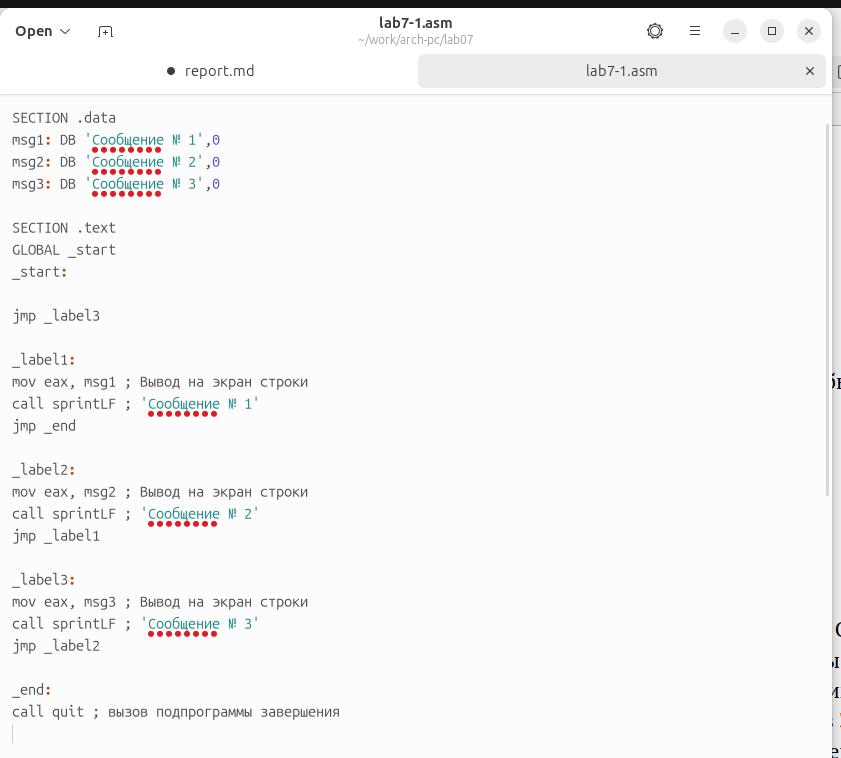 Open
lab7-1.asm
~/work/arch-pc/lab07
report.md
lab7-1.asm
SECTION .data
msg1: DB 'Сообщение № 1',0
msg2: DB 'Сообщение № 2',0
msg3: DB 'Сообщение № 3',0
SECTION .text
GLOBAL _start
_start:
jmp _label3
_label1:
mov eax, msg1 ; Вывод на экран строки
call sprintLF ; 'Сообщение № 1'
jmp _end
_label2:
mov eax, msg2 ; Вывод на экран строки
call sprintLF ; 'Сообщение № 2'
jmp _label1
_label3:
mov eax, msg3 ; Вывод на экран строки
call sprintLF ; 'Сообщение № 3'
jmp _label2
_end:
call quit ; вызов подпрограммы завершения